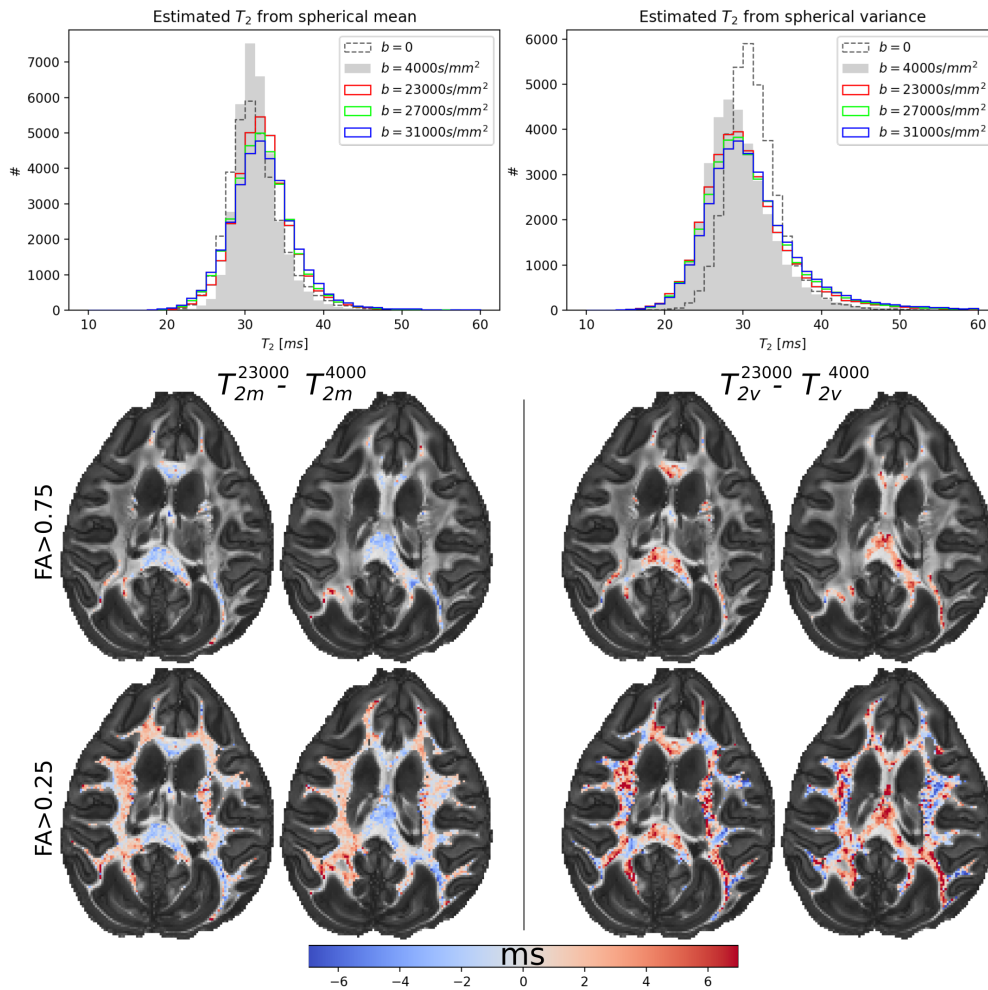 Estimated T₂ from spherical mean
7000
6000
5000
4000
3000
2000
1000
0
#
b = 0
b = 4000s/mm²
b = 23000s/mm²
b = 27000s/mm²
b = 31000s/mm²
10 20 30 40 50 60
T₂ [ms]
Estimated T₂ from spherical variance
6000
5000
4000
3000
2000
1000
0
#
b = 0
b = 4000s/mm²
b = 23000s/mm²
b = 27000s/mm²
b = 31000s/mm²
10 20 30 40 50 60
T₂ [ms]
T₂ₘ²³⁰⁰⁰ - T₂ₘ⁴⁰⁰⁰
T₂ᵥ²³⁰⁰⁰ - T₂ᵥ⁴⁰⁰⁰
FA>0.75
FA>0.25
ms
−6 −4 −2 0 2 4 6